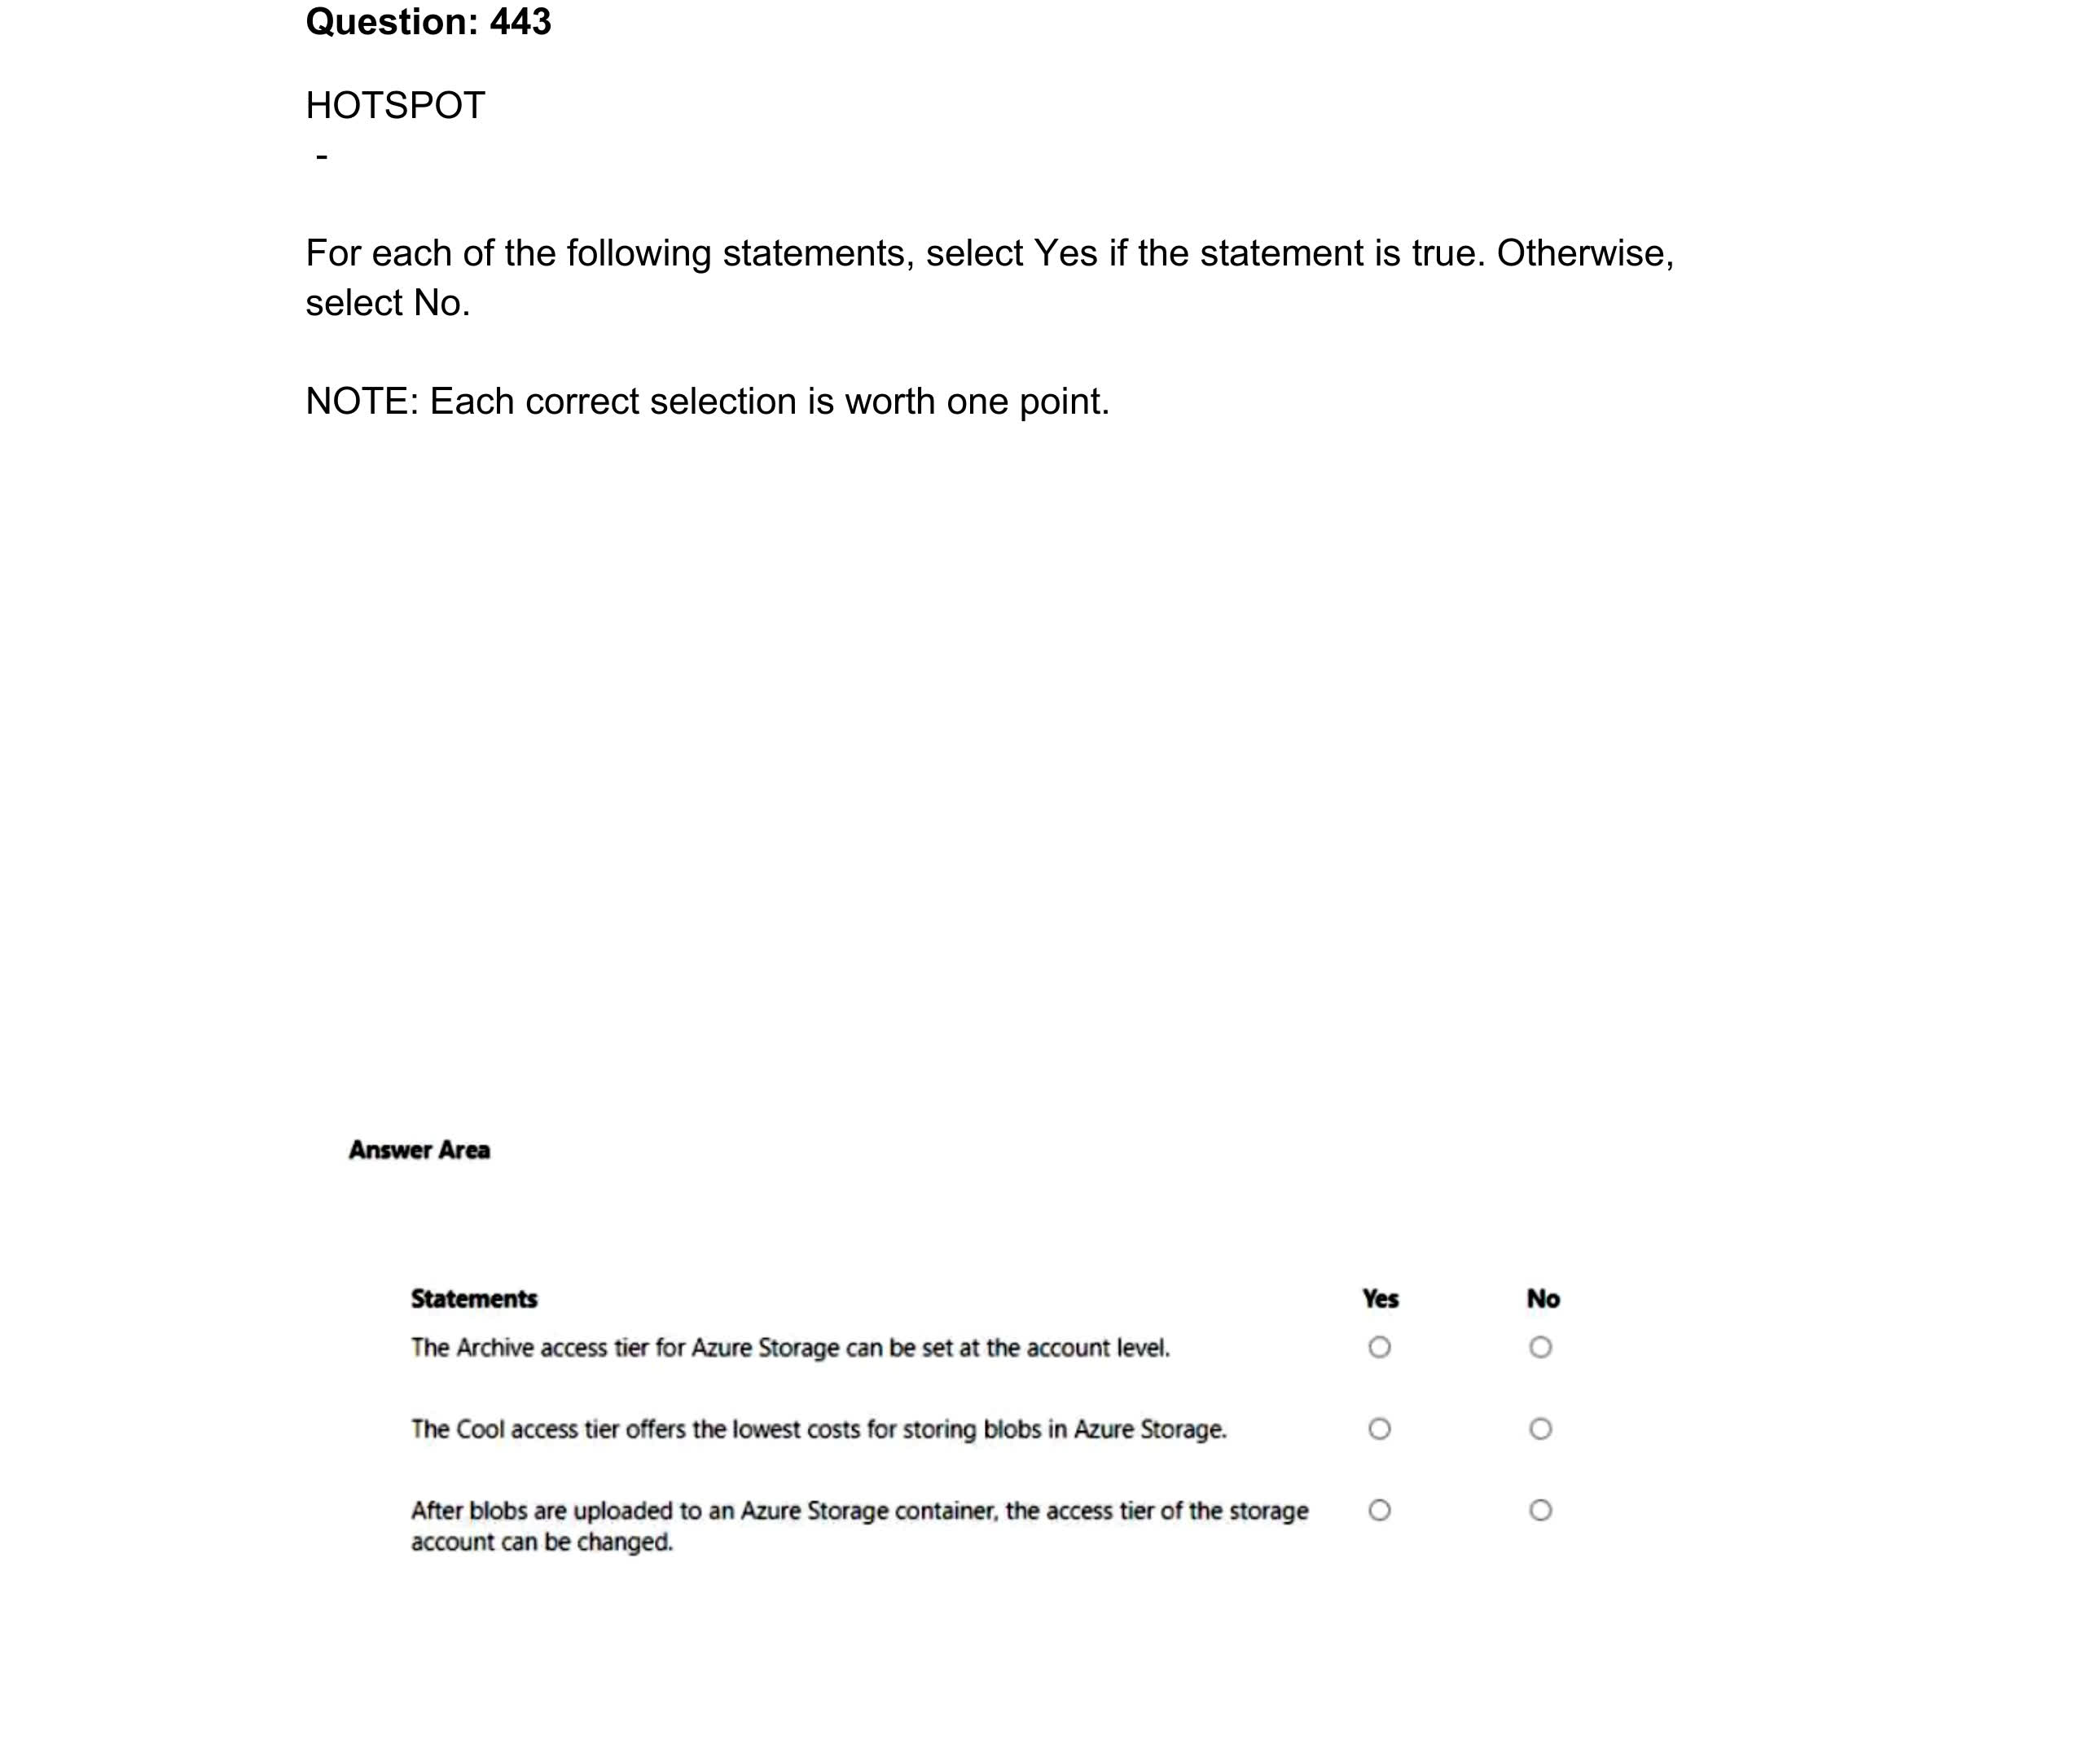 Question: 443
HOTSPOT
-
For each of the following statements, select Yes if the statement is true. Otherwise,
select No.
NOTE: Each correct selection is worth one point.
Answer Area
Statements Yes No
The Archive access tier for Azure Storage can be set at the account level.
The Cool access tier offers the lowest costs for storing blobs in Azure Storage.
After blobs are uploaded to an Azure Storage container, the access tier of the storage
account can be changed.